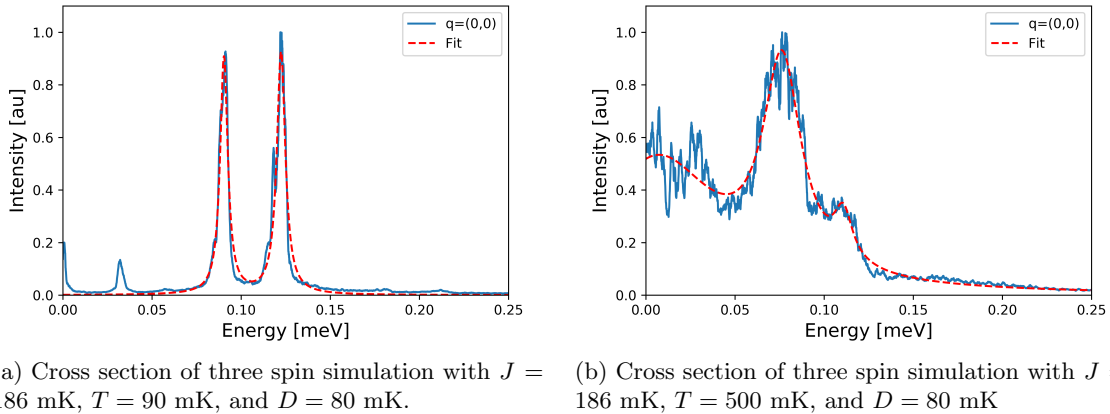 q=(0,0)
Fit
1.0
0.8
0.6
0.4
0.2
0.0
Intensity [au]
0.00 0.05 0.10 0.15 0.20 0.25
Energy [meV]
q=(0,0)
Fit
1.0
0.8
0.6
0.4
0.2
0.0
Intensity [au]
0.00 0.05 0.10 0.15 0.20 0.25
Energy [meV]
a) Cross section of three spin simulation with J =
186 mK, T = 90 mK, and D = 80 mK.
(b) Cross section of three spin simulation with J
186 mK, T = 500 mK, and D = 80 mK